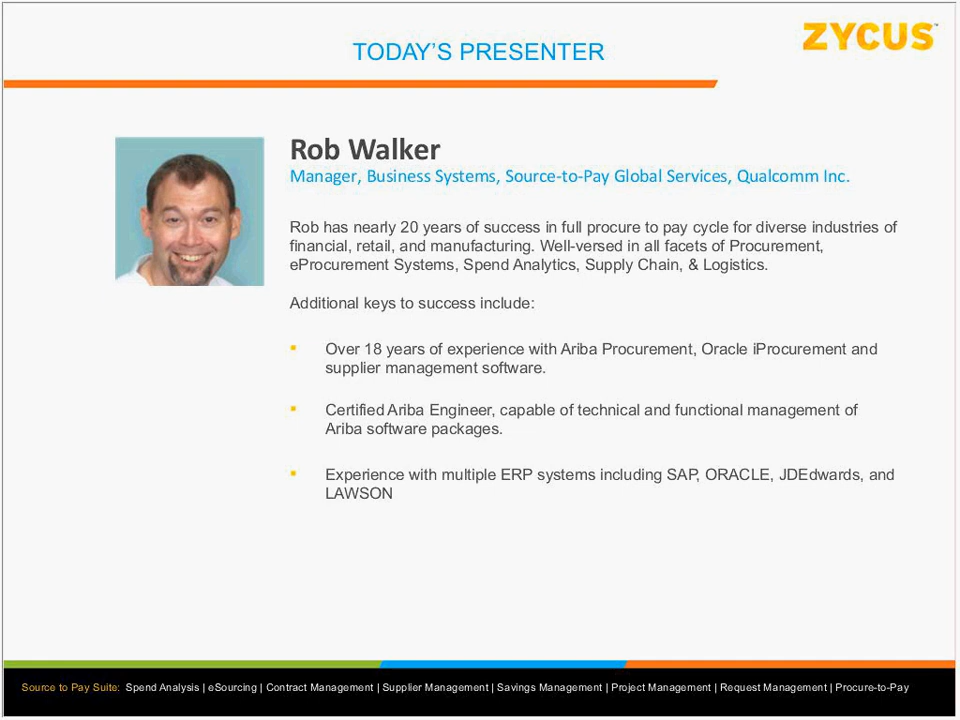 TODAY'S PRESENTER
ZYCUS™
Rob Walker
Manager, Business Systems, Source-to-Pay Global Services, Qualcomm Inc.
Rob has nearly 20 years of success in full procure to pay cycle for diverse industries of
financial, retail, and manufacturing. Well-versed in all facets of Procurement,
eProcurement Systems, Spend Analytics, Supply Chain, & Logistics.
Additional keys to success include:
▪ Over 18 years of experience with Ariba Procurement, Oracle iProcurement and
supplier management software.
▪ Certified Ariba Engineer, capable of technical and functional management of
Ariba software packages.
▪ Experience with multiple ERP systems including SAP, ORACLE, JDEdwards, and
LAWSON
Source to Pay Suite: Spend Analysis | eSourcing | Contract Management | Supplier Management | Savings Management | Project Management | Request Management | Procure-to-Pay